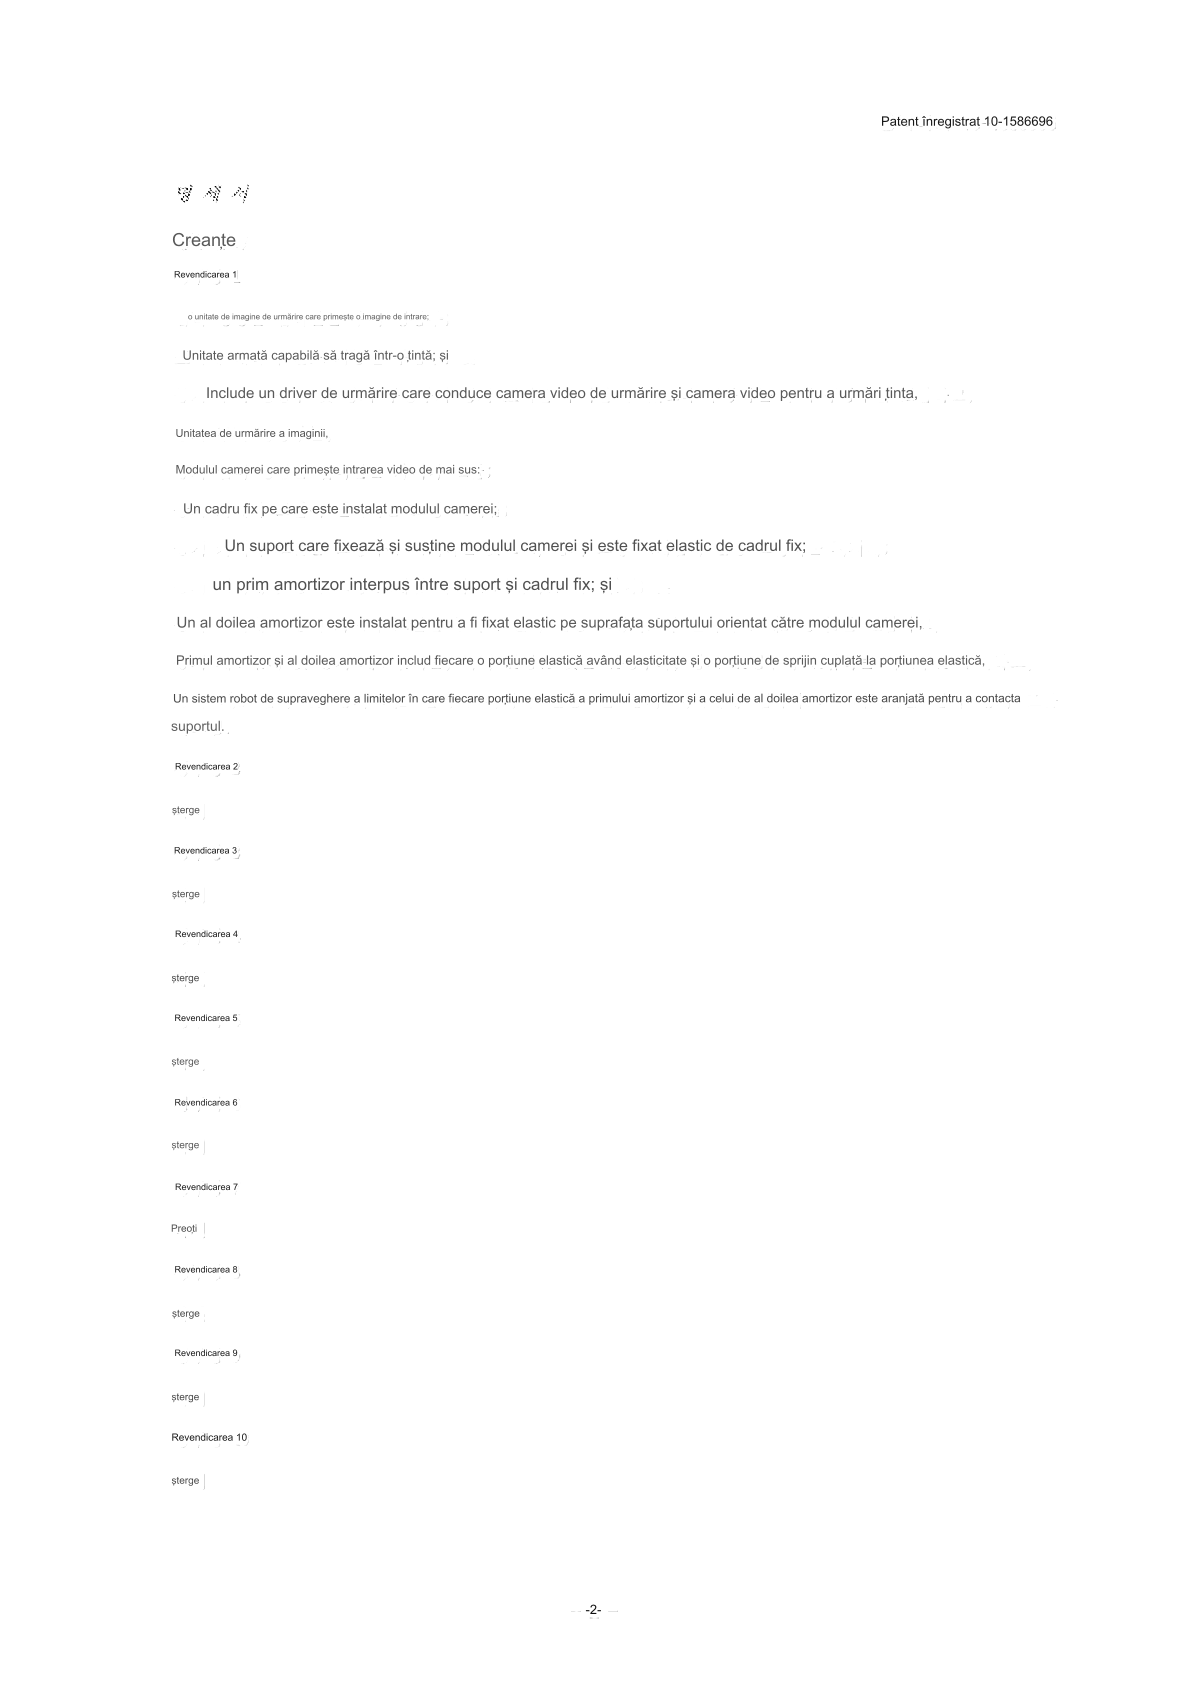 Patent înregistrat 10-1586696
명 세 서
Creanțe
Revendicarea 1
o unitate de imagine de urmărire care primește o imagine de intrare;
Unitate armată capabilă să tragă într-o țintă; și
Include un driver de urmărire care conduce camera video de urmărire și camera video pentru a urmări ținta,
Unitatea de urmărire a imaginii,
Modulul camerei care primește intrarea video de mai sus:
Un cadru fix pe care este instalat modulul camerei;
Un suport care fixează și susține modulul camerei și este fixat elastic de cadrul fix;
un prim amortizor interpus între suport și cadrul fix; și
Un al doilea amortizor este instalat pentru a fi fixat elastic pe suprafața suportului orientat către modulul camerei,
Primul amortizor și al doilea amortizor includ fiecare o porțiune elastică având elasticitate și o porțiune de sprijin cuplată la porțiunea elastică,
Un sistem robot de supraveghere a limitelor în care fiecare porțiune elastică a primului amortizor și a celui de al doilea amortizor este aranjată pentru a contacta
suportul.
Revendicarea 2
șterge
Revendicarea 3
șterge
Revendicarea 4
șterge
Revendicarea 5
șterge
Revendicarea 6
șterge
Revendicarea 7
Preoți
Revendicarea 8
șterge
Revendicarea 9
șterge
Revendicarea 10
șterge
-2-